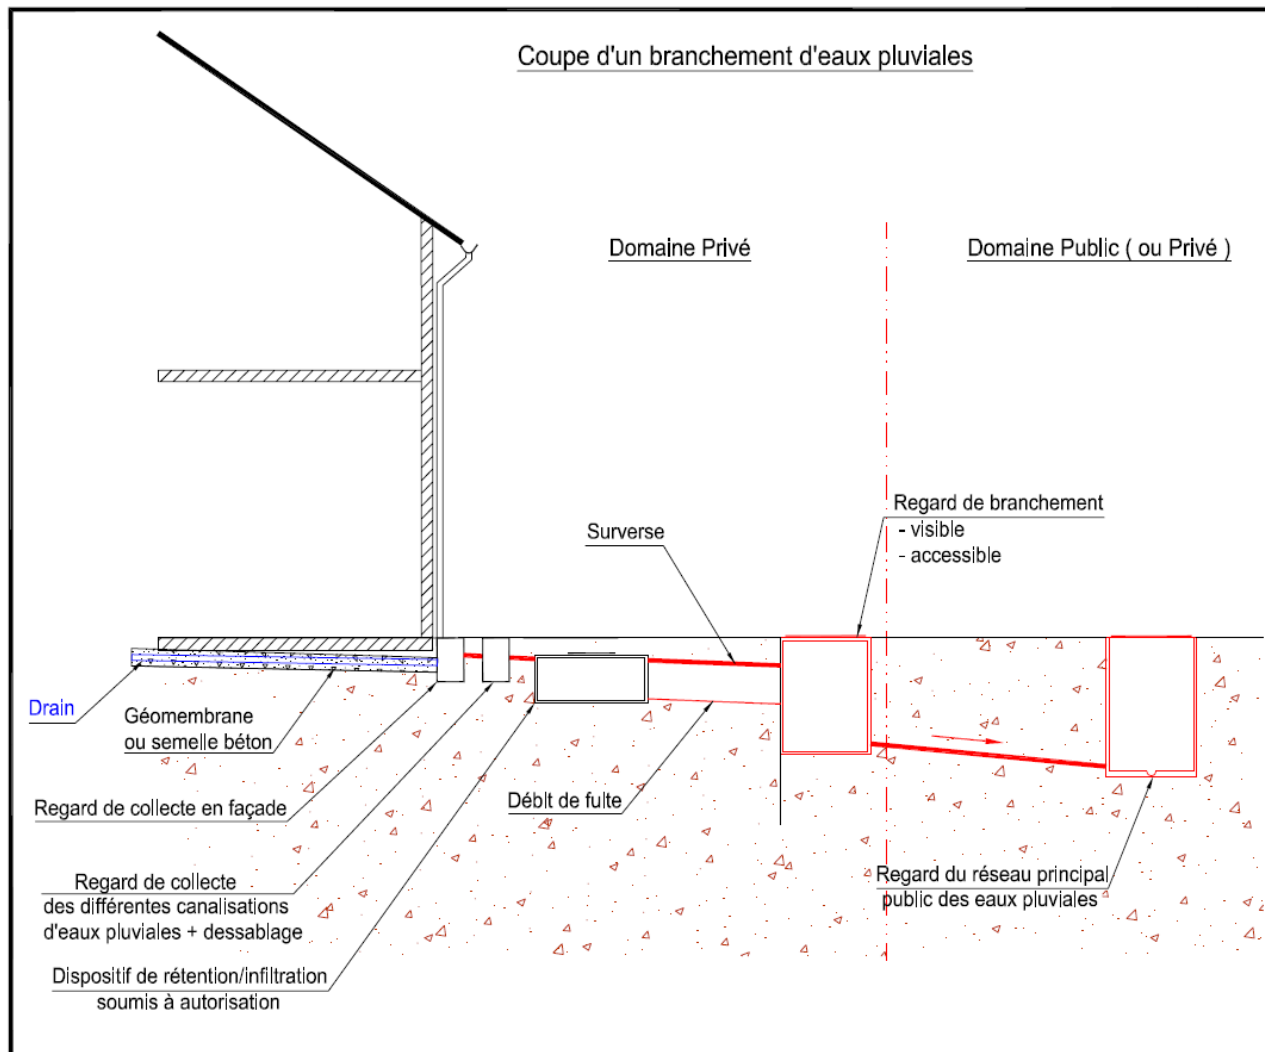 Coupe d'un branchement d'eaux pluviales
Domaine Privé
Domaine Public ( ou Privé )
Regard de branchement
- visible
- accessible
Surverse
Drain
Géomembrane
ou semelle béton
Regard de collecte en façade
Débit de fuite
Regard de collecte
des différentes canalisations
d'eaux pluviales + dessablage
Regard du réseau principal
public des eaux pluviales
Dispositif de rétention/infiltration
soumis à autorisation